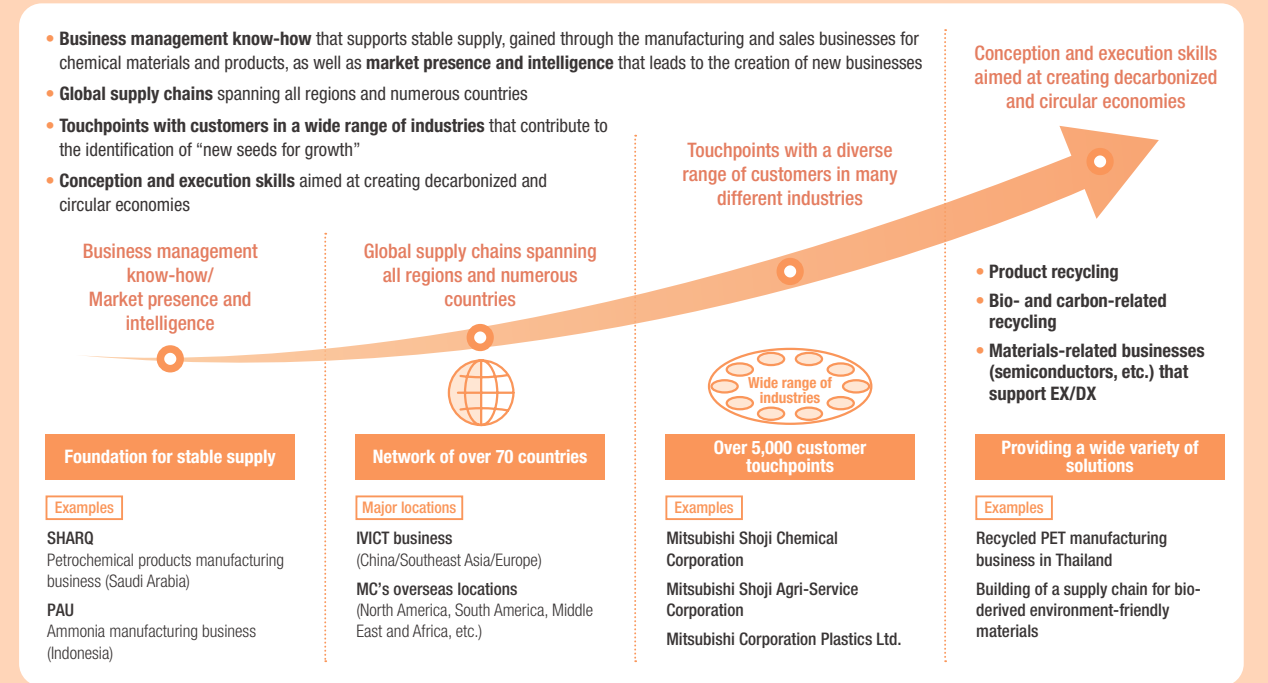 • Business management know-how that supports stable supply, gained through the manufacturing and sales businesses for
chemical materials and products, as well as market presence and intelligence that leads to the creation of new businesses
• Global supply chains spanning all regions and numerous countries
• Touchpoints with customers in a wide range of industries that contribute to
the identification of “new seeds for growth”
• Conception and execution skills aimed at creating decarbonized and
circular economies
Business management
know-how/
Market presence and
intelligence
Foundation for stable supply
Examples
SHARQ
Petrochemical products manufacturing
business (Saudi Arabia)
PAU
Ammonia manufacturing business
(Indonesia)
Global supply chains spanning
all regions and numerous
countries
Network of over 70 countries
Major locations
IVICT business
(China/Southeast Asia/Europe)
MC’s overseas locations
(North America, South America, Middle
East and Africa, etc.)
Touchpoints with a diverse
range of customers in many
different industries
Wide range of
industries
Over 5,000 customer
touchpoints
Examples
Mitsubishi Shoji Chemical
Corporation
Mitsubishi Shoji Agri-Service
Corporation
Mitsubishi Corporation Plastics Ltd.
Conception and execution skills
aimed at creating decarbonized
and circular economies
• Product recycling
• Bio- and carbon-related
recycling
• Materials-related businesses
(semiconductors, etc.) that
support EX/DX
Providing a wide variety of
solutions
Examples
Recycled PET manufacturing
business in Thailand
Building of a supply chain for bio-
derived environment-friendly
materials